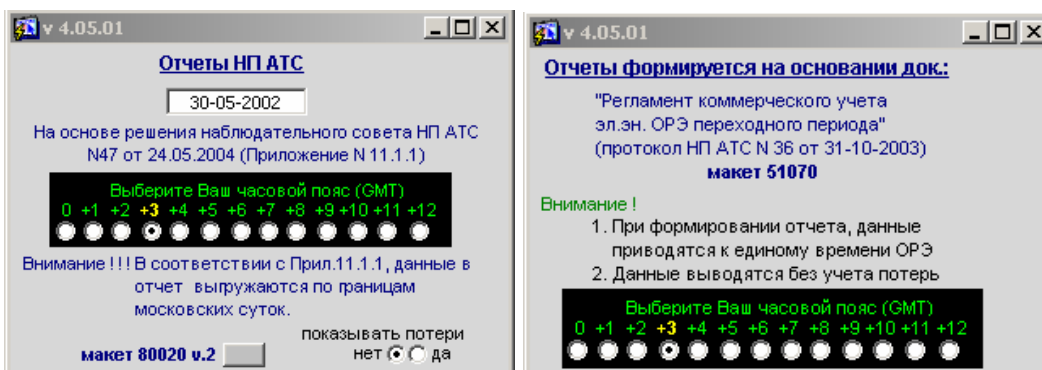 v 4.05.01
Отчеты НП АТС
30-05-2002
На основе решения наблюдательного совета НП АТС
N47 от 24.05.2004 (Приложение N 11.1.1)
Выберите Ваш часовой пояс (GMT)
0 +1 +2 +3 +4 +5 +6 +7 +8 +9 +10 +11 +12
Внимание !!! В соответствии с Прил.11.1.1, данные в
отчет выгружаются по границам
московских суток.
показывать потери
макет 80020 v.2
нет да
v 4.05.01
Отчеты формируется на основании док.:
"Регламент коммерческого учета
эл.эн. ОРЭ переходного периода"
(протокол НП АТС N 36 от 31-10-2003)
макет 51070
Внимание !
1. При формировании отчета, данные
приводятся к единому времени ОРЭ
2. Данные выводятся без учета потерь
Выберите Ваш часовой пояс (GMT)
0 +1 +2 +3 +4 +5 +6 +7 +8 +9 +10 +11 +12